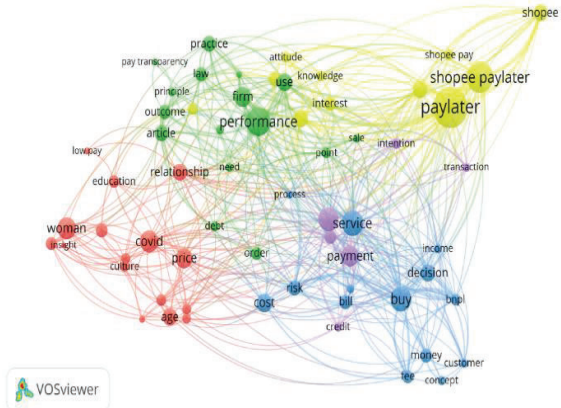 shopee
practice
attitude
shopee pay
pay transparency
law
knowledge
shopee paylater
use
principle
firm
interest
outcome
paylater
performance
article
sale
intention
low pay
point
relationship
need
transaction
education
process
woman
debt
service
insight
covid
income
culture
price
order
payment
decision
risk
cost
bill
buy
bnpl
age
credit
money
customer
fee
concept
VOSviewer